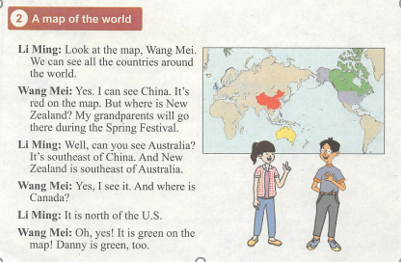 2 A map of the world
Li Ming: Look at the map, Wang Mei.
We can see all the countries around
the world.
Wang Mei: Yes. I can see China. It's
red on the map. But where is New
Zealand? My grandparents will go
there during the Spring Festival.
Li Ming: Well, can you see Australia?
It's southeast of China. And New
Zealand is southeast of Australia.
Wang Mei: Yes, I see it. And where is
Canada?
Li Ming: It is north of the U.S.
Wang Mei: Oh, yes! It is green on the
map! Danny is green, too.